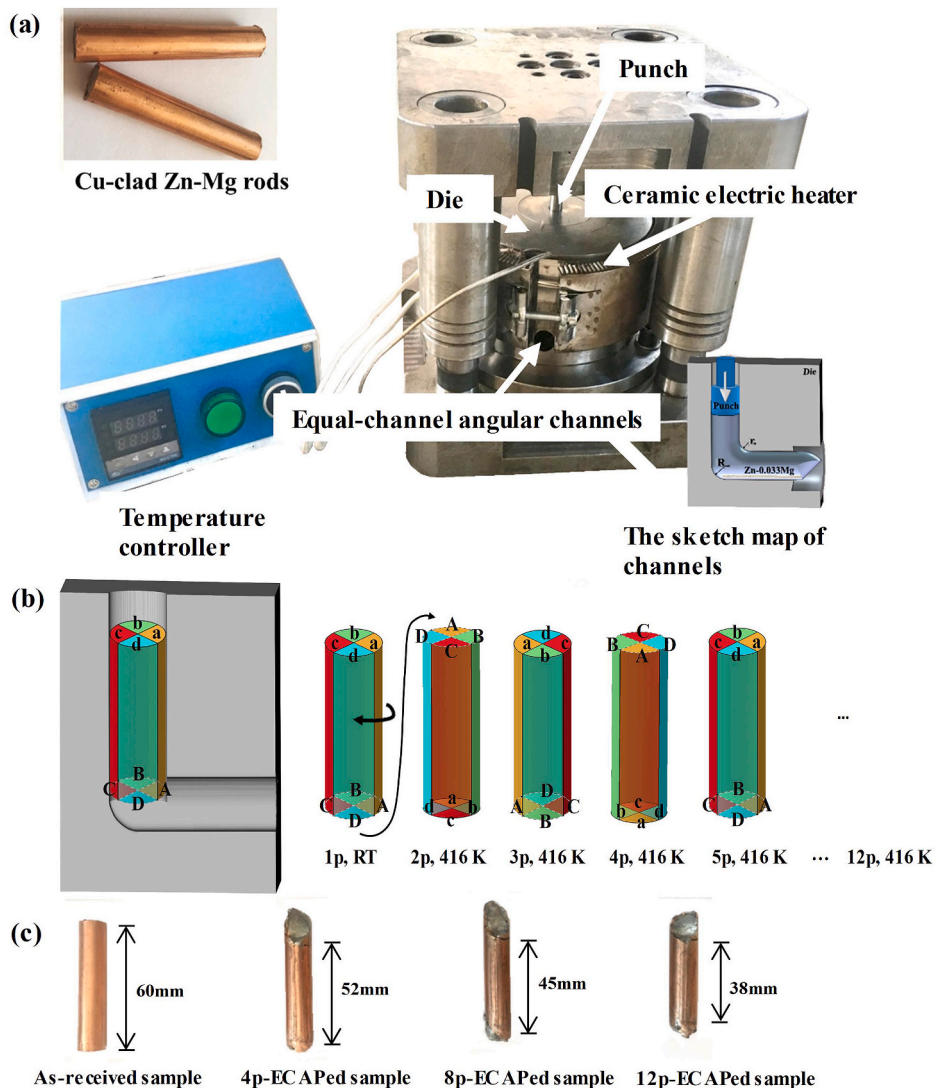 (a)
Cu-clad Zn-Mg rods
Punch
Die
Ceramic electric heater
Equal-channel angular channels
Temperature
controller
Die
Punch
Zn-0.033Mg
The sketch map of
channels
(b)
b
c a
d
B
C A
D
b
c a
d
B
C A
D
1p, RT
A
D B
C
a
d b
c
2p, 416 K
d
a c
b
D
A C
B
3p, 416 K
C
B D
A
c
b d
a
4p, 416 K
b
c a
d
B
C A
D
5p, 416 K
...
... 12p, 416 K
(c)
60mm
52mm
45mm
38mm
As-received sample
4p-ECAPed sample
8p-ECAPed sample
12p-ECAPed sample